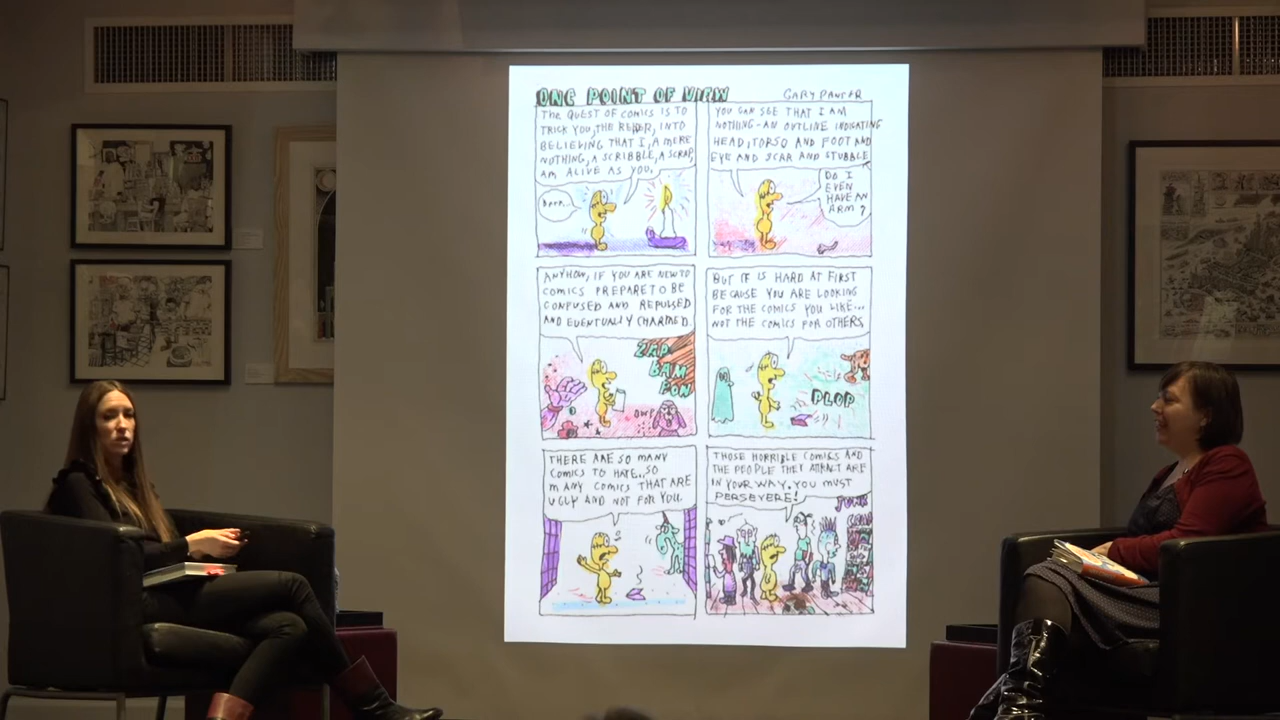 ONE POINT OF VIEW
GARY PANTER
THE QUEST OF COMICS IS TO
TRICK YOU, THE READER, INTO
BELIEVING THAT I, A MERE
NOTHING, A SCRIBBLE, A SCRAP,
AM ALIVE AS YOU.
YOU CAN SEE THAT I AM
NOTHING-AN OUTLINE INDICATING
HEAD, TORSO AND FOOT AND
EYE AND SCAR AND STUBBLE
DO I
EVEN
HAVE AN
ARM?
ANYHOW, IF YOU ARE NEW TO
COMICS PREPARE TO BE
CONFUSED AND REPULSED
AND EVENTUALLY CHARMED
ZAP
BAM
FON
BUT IT IS HARD AT FIRST
BECAUSE YOU ARE LOOKING
FOR THE COMICS YOU LIKE...
NOT THE COMICS FOR OTHERS
PLOP
THERE ARE SO MANY
COMICS TO HATE..SO
MANY COMICS THAT ARE
UGLY AND NOT FOR YOU.
THOSE HORRIBLE COMICS AND
THE PEOPLE THEY ATTRACT ARE
IN YOUR WAY. YOU MUST
PERSEVERE!
JUNK
CRAP